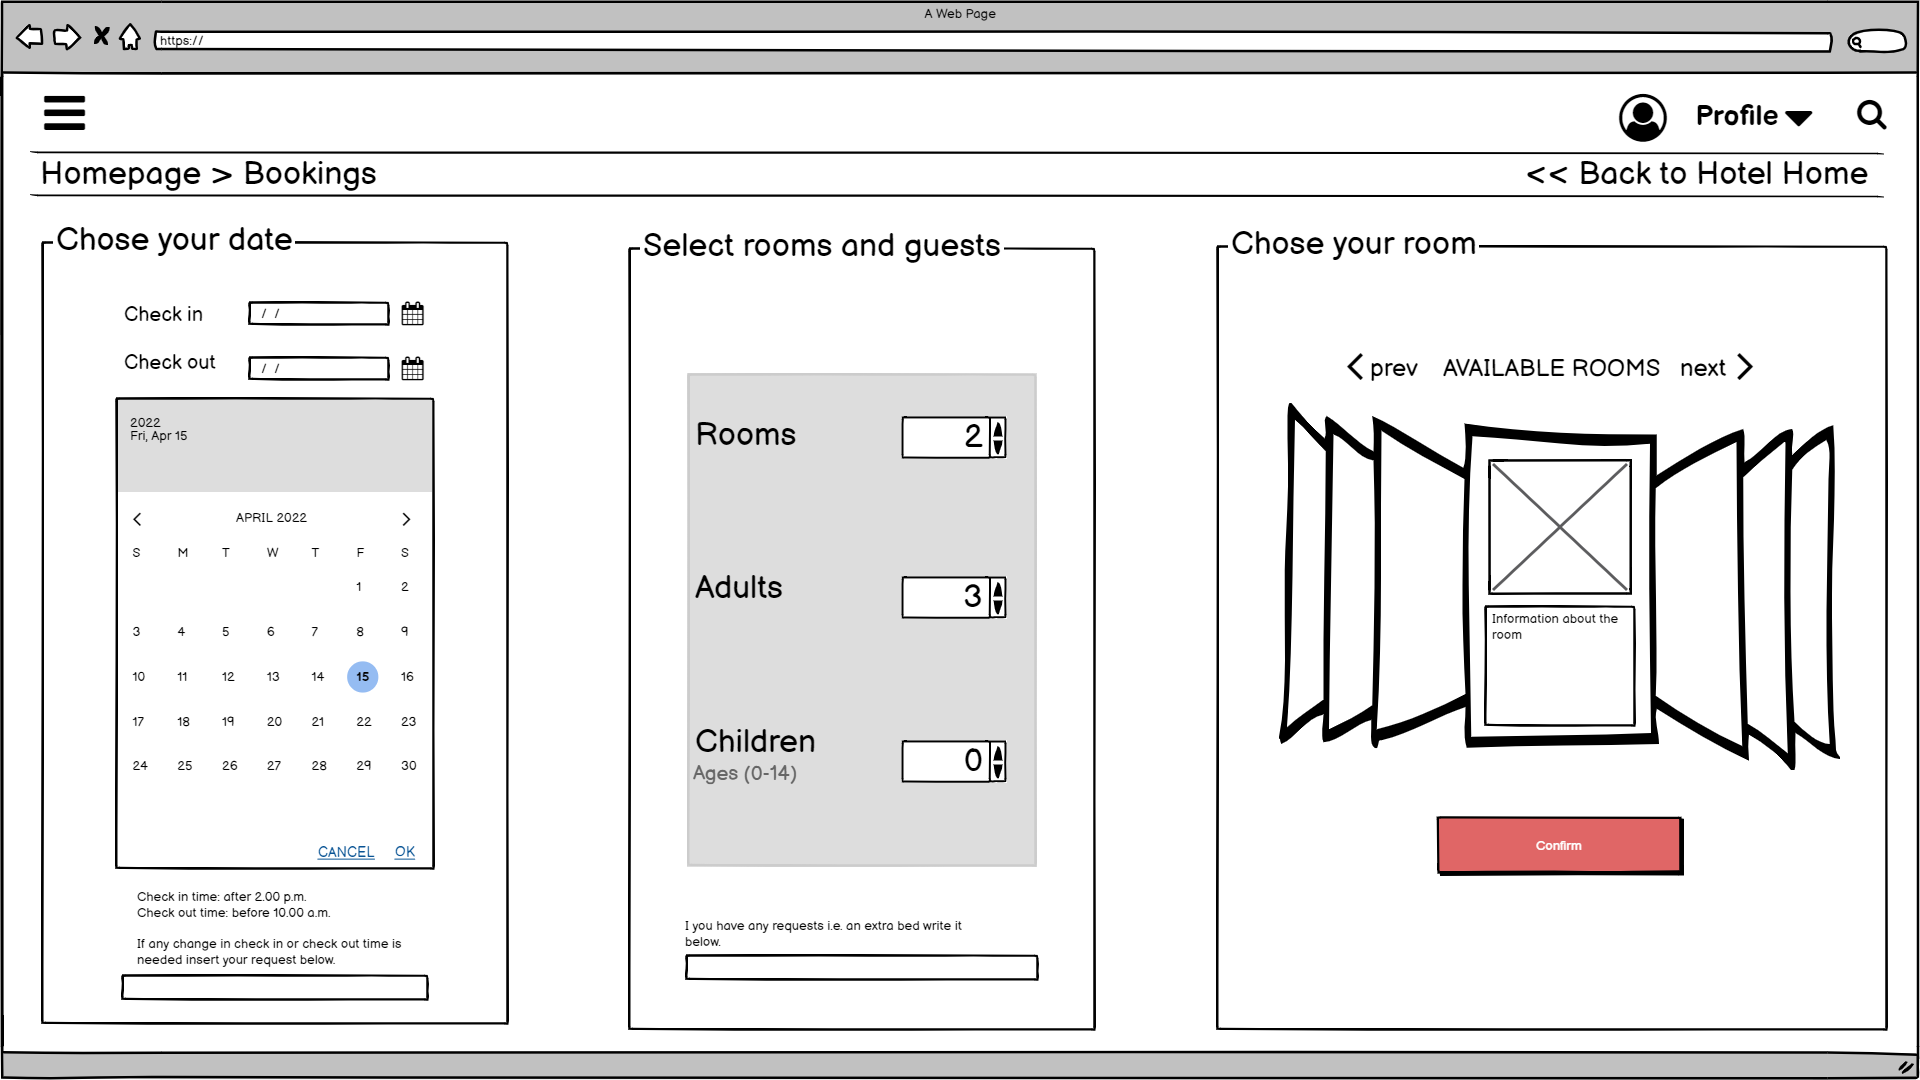 A Web Page
https://
Profile
Homepage > Bookings
<< Back to Hotel Home
Chose your date
Check in
/ /
Check out
/ /
2022
Fri, Apr 15
APRIL 2022
S M T W T F S
1 2
3 4 5 6 7 8 9
10 11 12 13 14 15 16
17 18 19 20 21 22 23
24 25 26 27 28 29 30
CANCEL OK
Check in time: after 2.00 p.m.
Check out time: before 10.00 a.m.
If any change in check in or check out time is
needed insert your request below.
Select rooms and guests
Rooms 2
Adults 3
Children 0
Ages (0-14)
I you have any requests i.e. an extra bed write it
below.
Chose your room
prev AVAILABLE ROOMS next
Information about the
room
Confirm